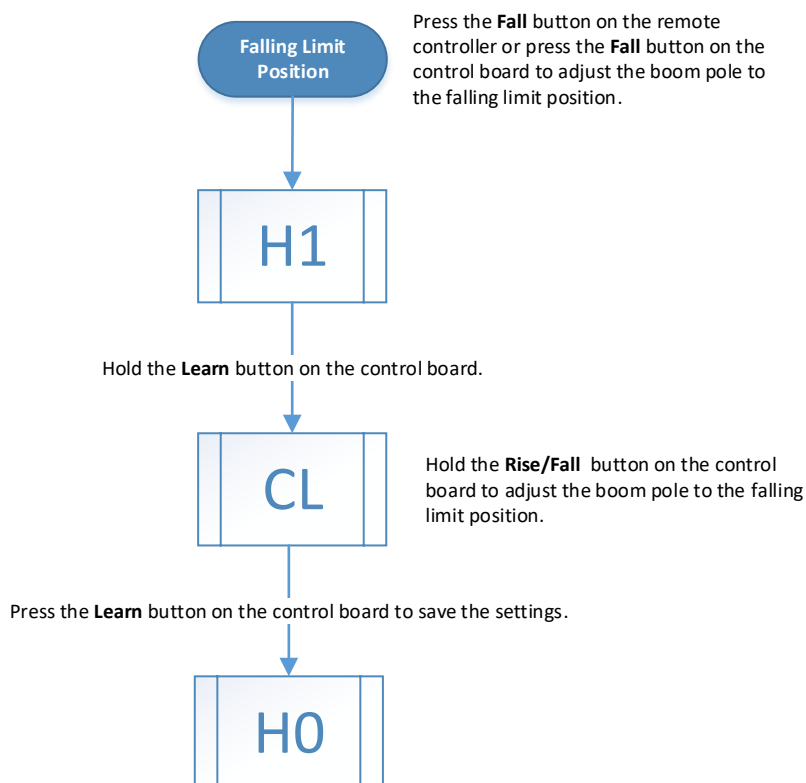 Falling Limit
Position
Press the Fall button on the remote
controller or press the Fall button on the
control board to adjust the boom pole to
the falling limit position.
H1
Hold the Learn button on the control board.
CL
Hold the Rise/Fall button on the control
board to adjust the boom pole to the falling
limit position.
Press the Learn button on the control board to save the settings.
H0